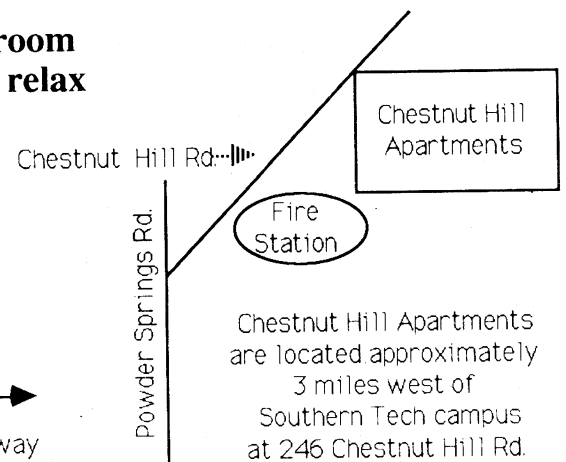 room
relax
Chestnut Hill
Apartments
Chestnut Hill Rd.
Fire
Station
Powder Springs Rd.
Chestnut Hill Apartments
are located approximately
3 miles west of
Southern Tech campus
at 246 Chestnut Hill Rd.
way